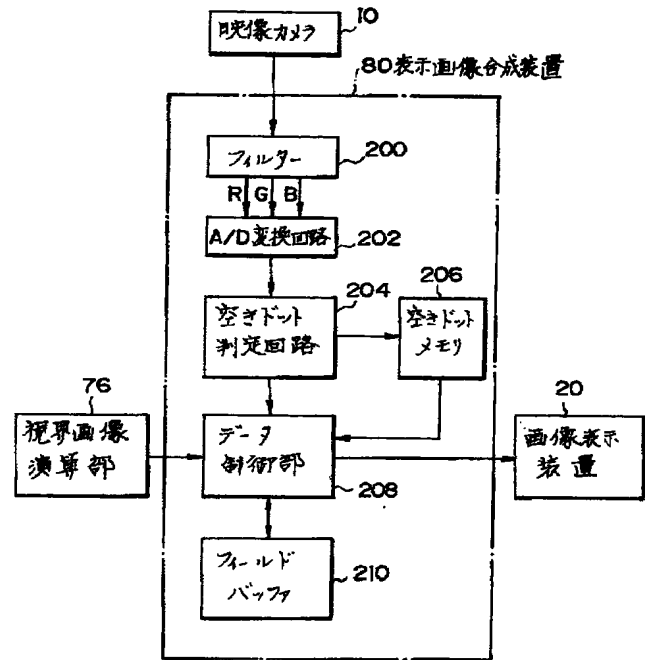 10
映像カメラ
80表示画像合成装置
フィルター
200
R G B
A/D変換回路
202
204
206
空きドット
判定回路
空きドット
メモリ
76
20
視界画像
演算部
データ
制御部
208
画像表示
装置
フィールド
バッファ
210